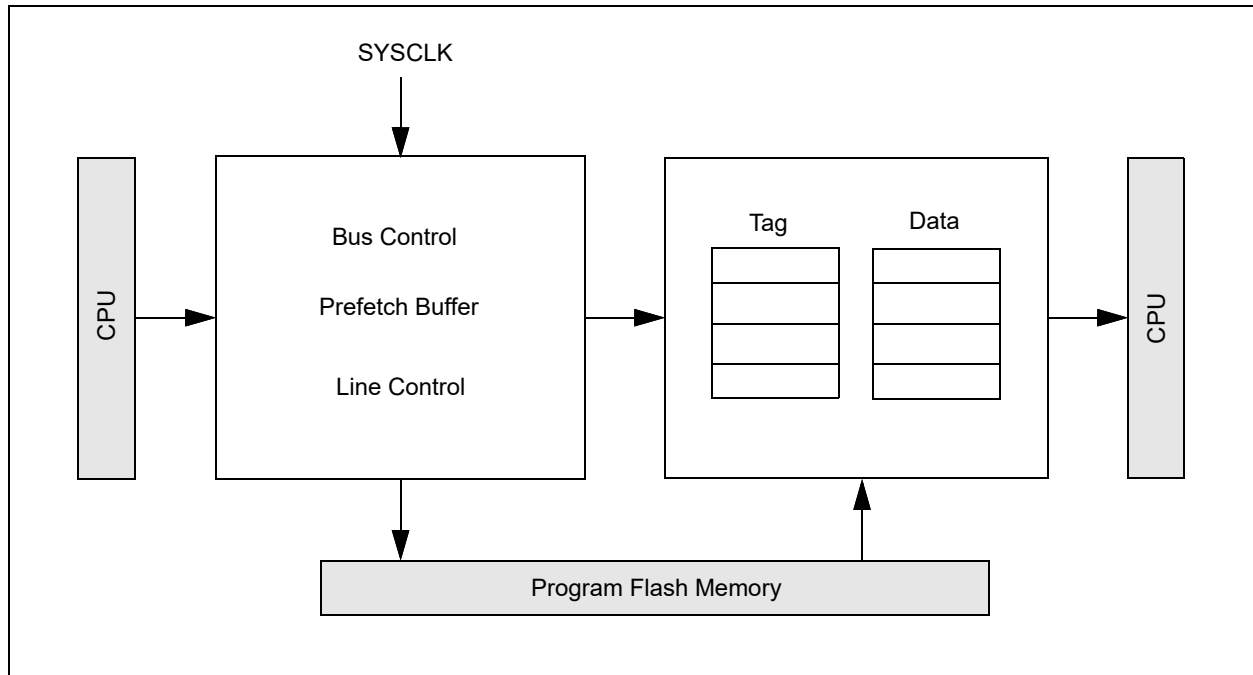 SYSCLK
CPU
Bus Control
Prefetch Buffer
Line Control
Tag
Data
CPU
Program Flash Memory